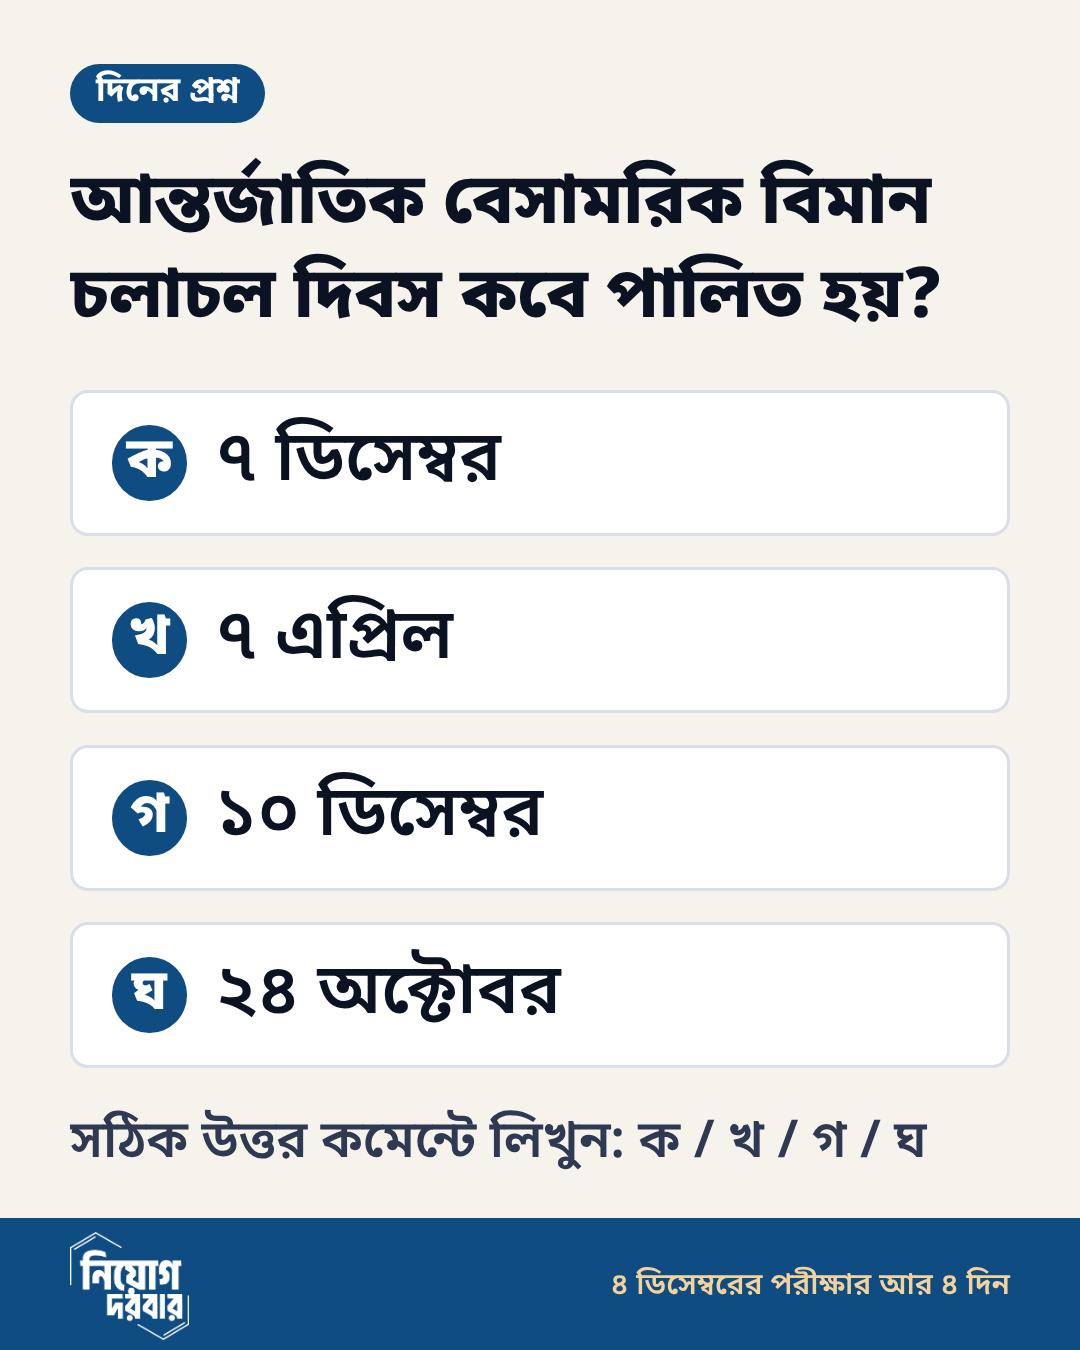 দিনের প্রশ্ন
আন্তর্জাতিক বেসামরিক বিমান
চলাচল দিবস কবে পালিত হয়?
ক ৭ ডিসেম্বর
খ ৭ এপ্রিল
গ ১০ ডিসেম্বর
ঘ ২৪ অক্টোবর
সঠিক উত্তর কমেন্টে লিখুন: ক / খ / গ / ঘ
নিয়োগ
দরবার
৪ ডিসেম্বরের পরীক্ষার আর ৪ দিন